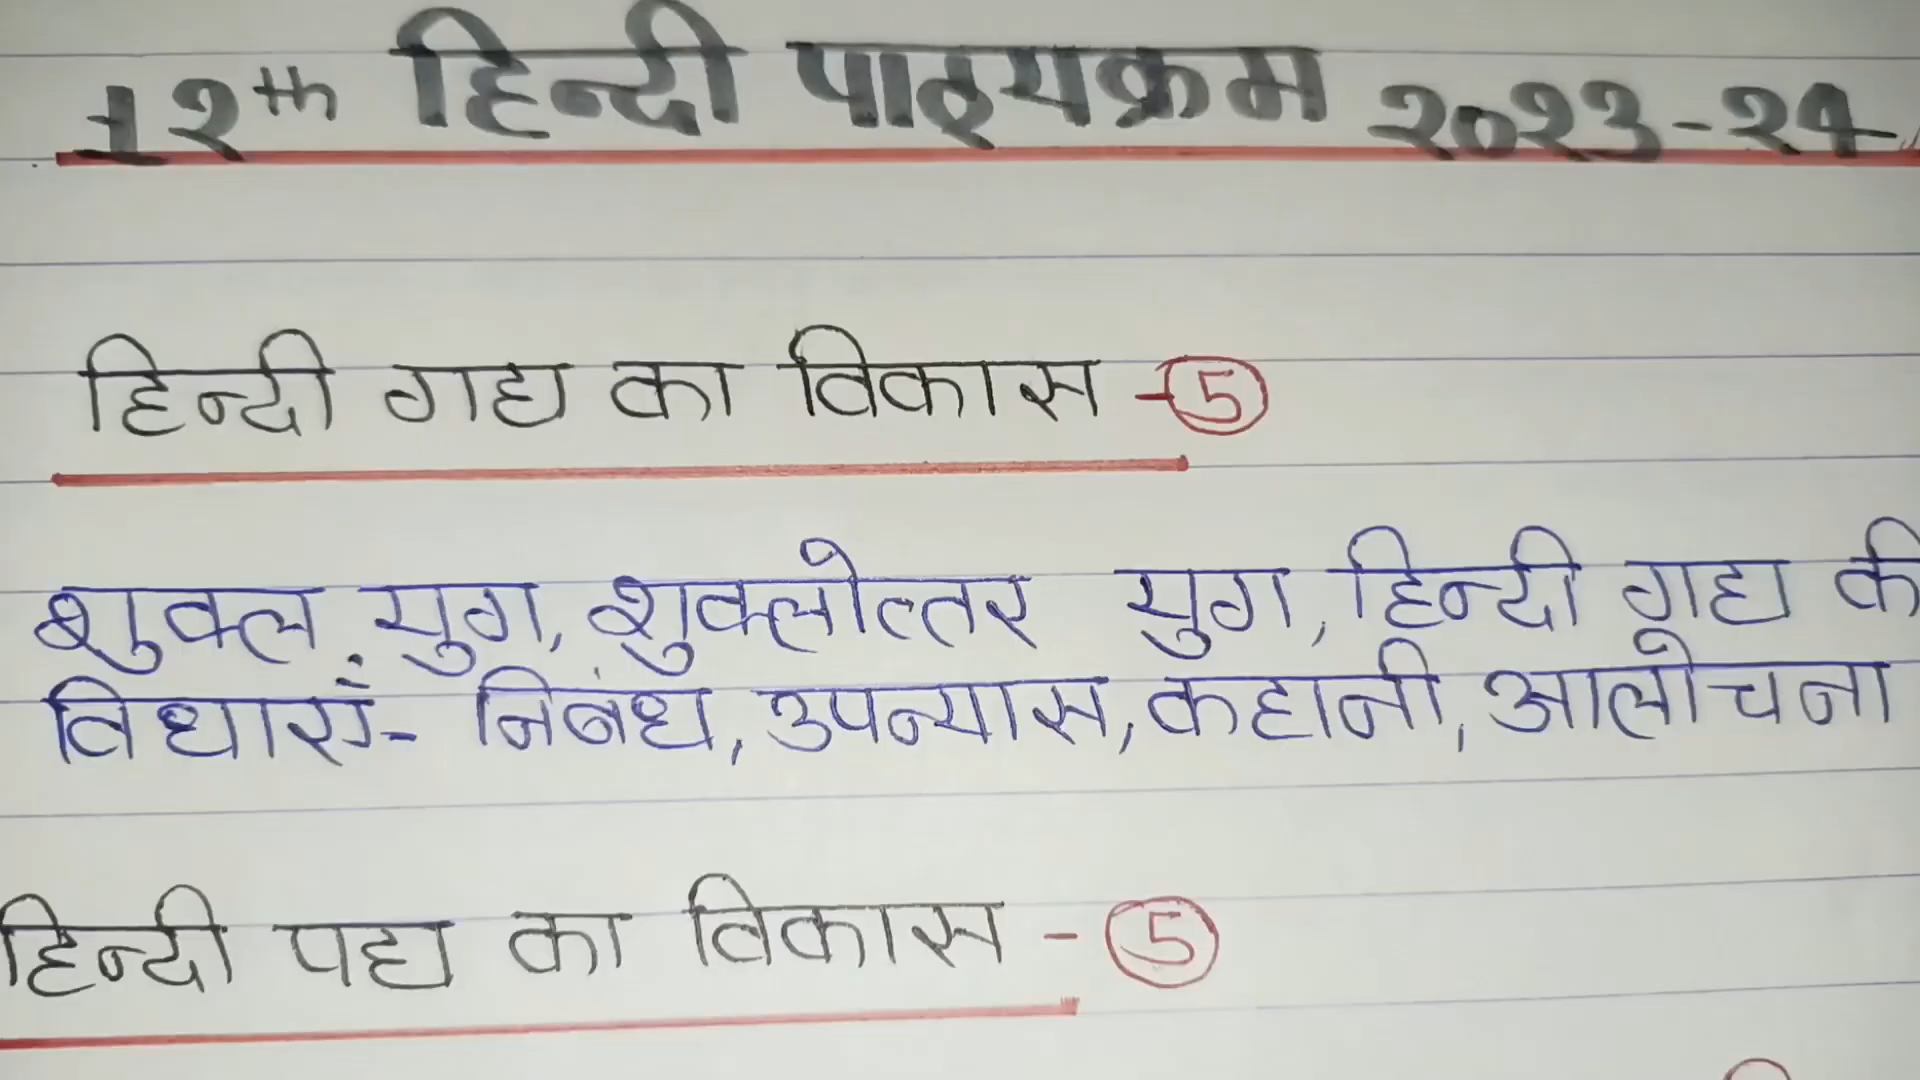 12th हिन्दी पाठ्यक्रम 2023-24
हिन्दी गद्य का विकास -5
शुक्ल युग, शुक्लोत्तर युग, हिन्दी गद्य की
विधाएं- निबंध, उपन्यास, कहानी, आलोचना
हिन्दी पद्य का विकास - 5